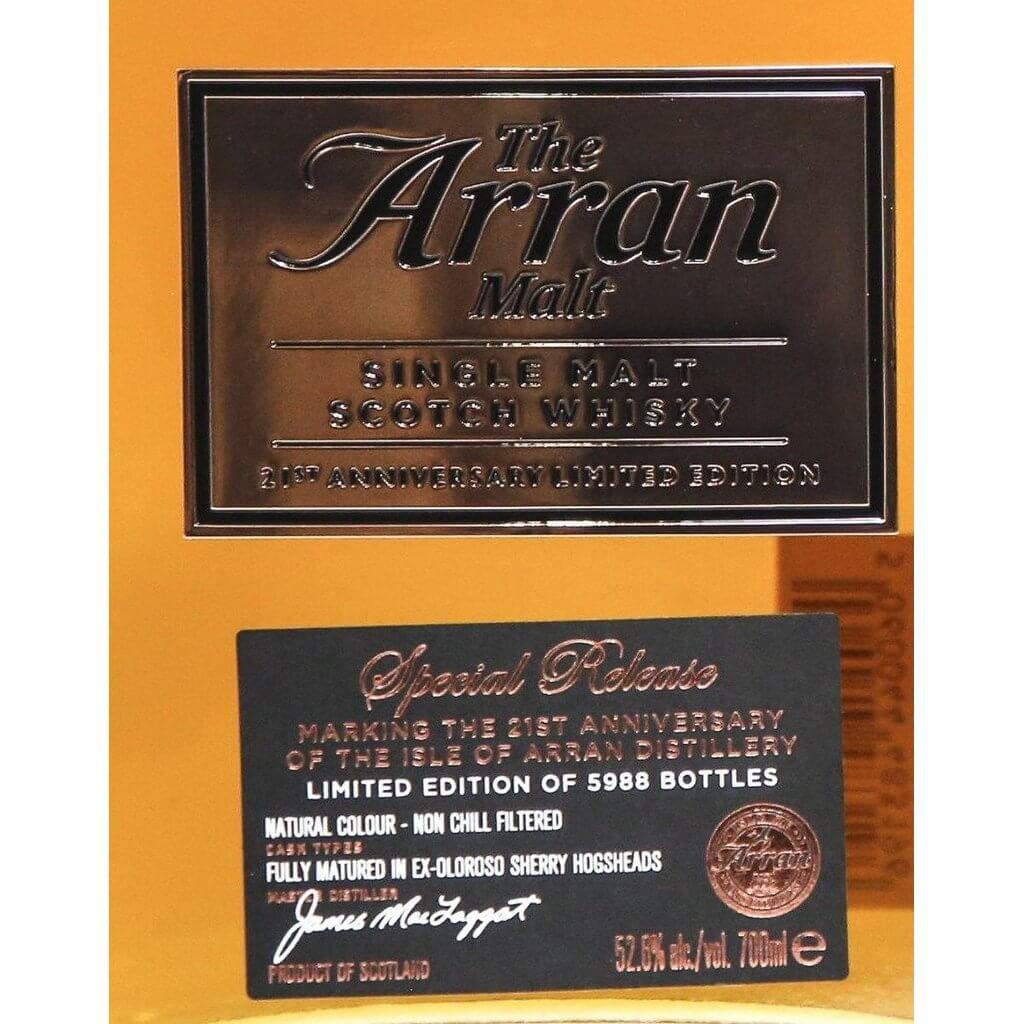 The
Arran
Malt
SINGLE MALT
SCOTCH WHISKY
21ST ANNIVERSARY LIMITED EDITION
Special Release
MARKING THE 21ST ANNIVERSARY
OF THE ISLE OF ARRAN DISTILLERY
LIMITED EDITION OF 5988 BOTTLES
NATURAL COLOUR - NON CHILL FILTERED
CASK TYPES
FULLY MATURED IN EX-OLOROSO SHERRY HOGSHEADS
MASTER DISTILLER
James MacTaggart
Arran
52.6% alc./vol. 700ml e
PRODUCT OF SCOTLAND